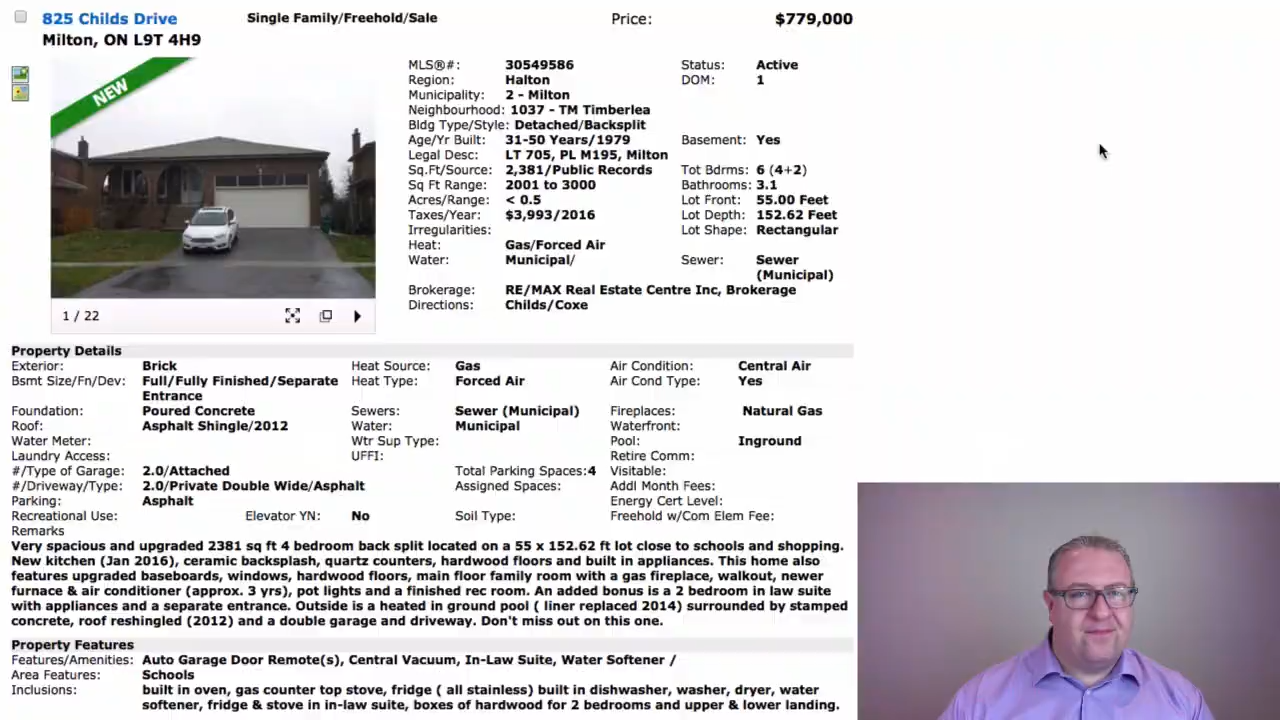 825 Childs Drive Single Family/Freehold/Sale Price: $779,000
Milton, ON L9T 4H9
NEW
MLS®#: 30549586 Status: Active
Region: Halton DOM: 1
Municipality: 2 - Milton
Neighbourhood: 1037 - TM Timberlea
Bldg Type/Style: Detached/Backsplit
Age/Yr Built: 31-50 Years/1979 Basement: Yes
Legal Desc: LT 705, PL M195, Milton
Sq.Ft/Source: 2,381/Public Records Tot Bdrms: 6 (4+2)
Sq Ft Range: 2001 to 3000 Bathrooms: 3.1
Acres/Range: < 0.5 Lot Front: 55.00 Feet
Taxes/Year: $3,993/2016 Lot Depth: 152.62 Feet
Irregularities: Lot Shape: Rectangular
Heat: Gas/Forced Air
Water: Municipal/ Sewer: Sewer
(Municipal)
Brokerage: RE/MAX Real Estate Centre Inc, Brokerage
Directions: Childs/Coxe
1 / 22
Property Details
Exterior: Brick Heat Source: Gas Air Condition: Central Air
Bsmt Size/Fn/Dev: Full/Fully Finished/Separate Heat Type: Forced Air Air Cond Type: Yes
Entrance
Foundation: Poured Concrete Sewers: Sewer (Municipal) Fireplaces: Natural Gas
Roof: Asphalt Shingle/2012 Water: Municipal Waterfront:
Water Meter: Wtr Sup Type: Pool: Inground
Laundry Access: UFFI: Retire Comm:
#/Type of Garage: 2.0/Attached Total Parking Spaces:4 Visitable:
#/Driveway/Type: 2.0/Private Double Wide/Asphalt Assigned Spaces: Addl Month Fees:
Parking: Asphalt Energy Cert Level:
Recreational Use: Elevator YN: No Soil Type: Freehold w/Com Elem Fee:
Remarks
Very spacious and upgraded 2381 sq ft 4 bedroom back split located on a 55 x 152.62 ft lot close to schools and shopping.
New kitchen (Jan 2016), ceramic backsplash, quartz counters, hardwood floors and built in appliances. This home also
features upgraded baseboards, windows, hardwood floors, main floor family room with a gas fireplace, walkout, newer
furnace & air conditioner (approx. 3 yrs), pot lights and a finished rec room. An added bonus is a 2 bedroom in law suite
with appliances and a separate entrance. Outside is a heated in ground pool ( liner replaced 2014) surrounded by stamped
concrete, roof reshingled (2012) and a double garage and driveway. Don't miss out on this one.
Property Features
Features/Amenities: Auto Garage Door Remote(s), Central Vacuum, In-Law Suite, Water Softener /
Area Features: Schools
Inclusions: built in oven, gas counter top stove, fridge ( all stainless) built in dishwasher, washer, dryer, water
softener, fridge & stove in in-law suite, boxes of hardwood for 2 bedrooms and upper & lower landing.